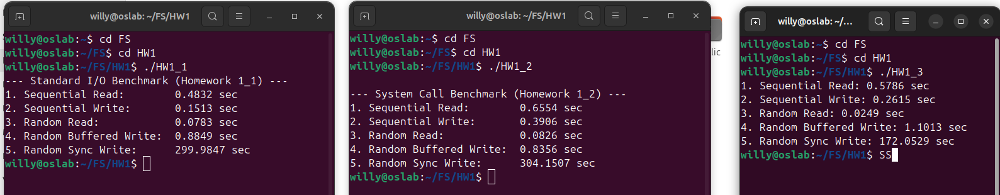 willy@oslab: ~/FS/HW1
willy@oslab:~$ cd FS
willy@oslab:~/FS$ cd HW1
willy@oslab:~/FS/HW1$ ./HW1_1
--- Standard I/O Benchmark (Homework 1_1) ---
1. Sequential Read:        0.4832 sec
2. Sequential Write:       0.1513 sec
3. Random Read:            0.0783 sec
4. Random Buffered Write:  0.8849 sec
5. Random Sync Write:      299.9847 sec
willy@oslab:~/FS/HW1$
willy@oslab: ~/FS/HW1
willy@oslab:~$ cd FS
willy@oslab:~/FS$ cd HW1
willy@oslab:~/FS/HW1$ ./HW1_2
--- System Call Benchmark (Homework 1_2) ---
1. Sequential Read:        0.6554 sec
2. Sequential Write:       0.3906 sec
3. Random Read:            0.0826 sec
4. Random Buffered Write:  0.8356 sec
5. Random Sync Write:      304.1507 sec
willy@oslab:~/FS/HW1$
lic
willy@oslab: ~/...
willy@oslab:~$ cd FS
willy@oslab:~/FS$ cd HW1
willy@oslab:~/FS/HW1$ ./HW1_3
1. Sequential Read: 0.5786 sec
2. Sequential Write: 0.2615 sec
3. Random Read: 0.0249 sec
4. Random Buffered Write: 1.1013 sec
5. Random Sync Write: 172.0529 sec
willy@oslab:~/FS/HW1$ SS